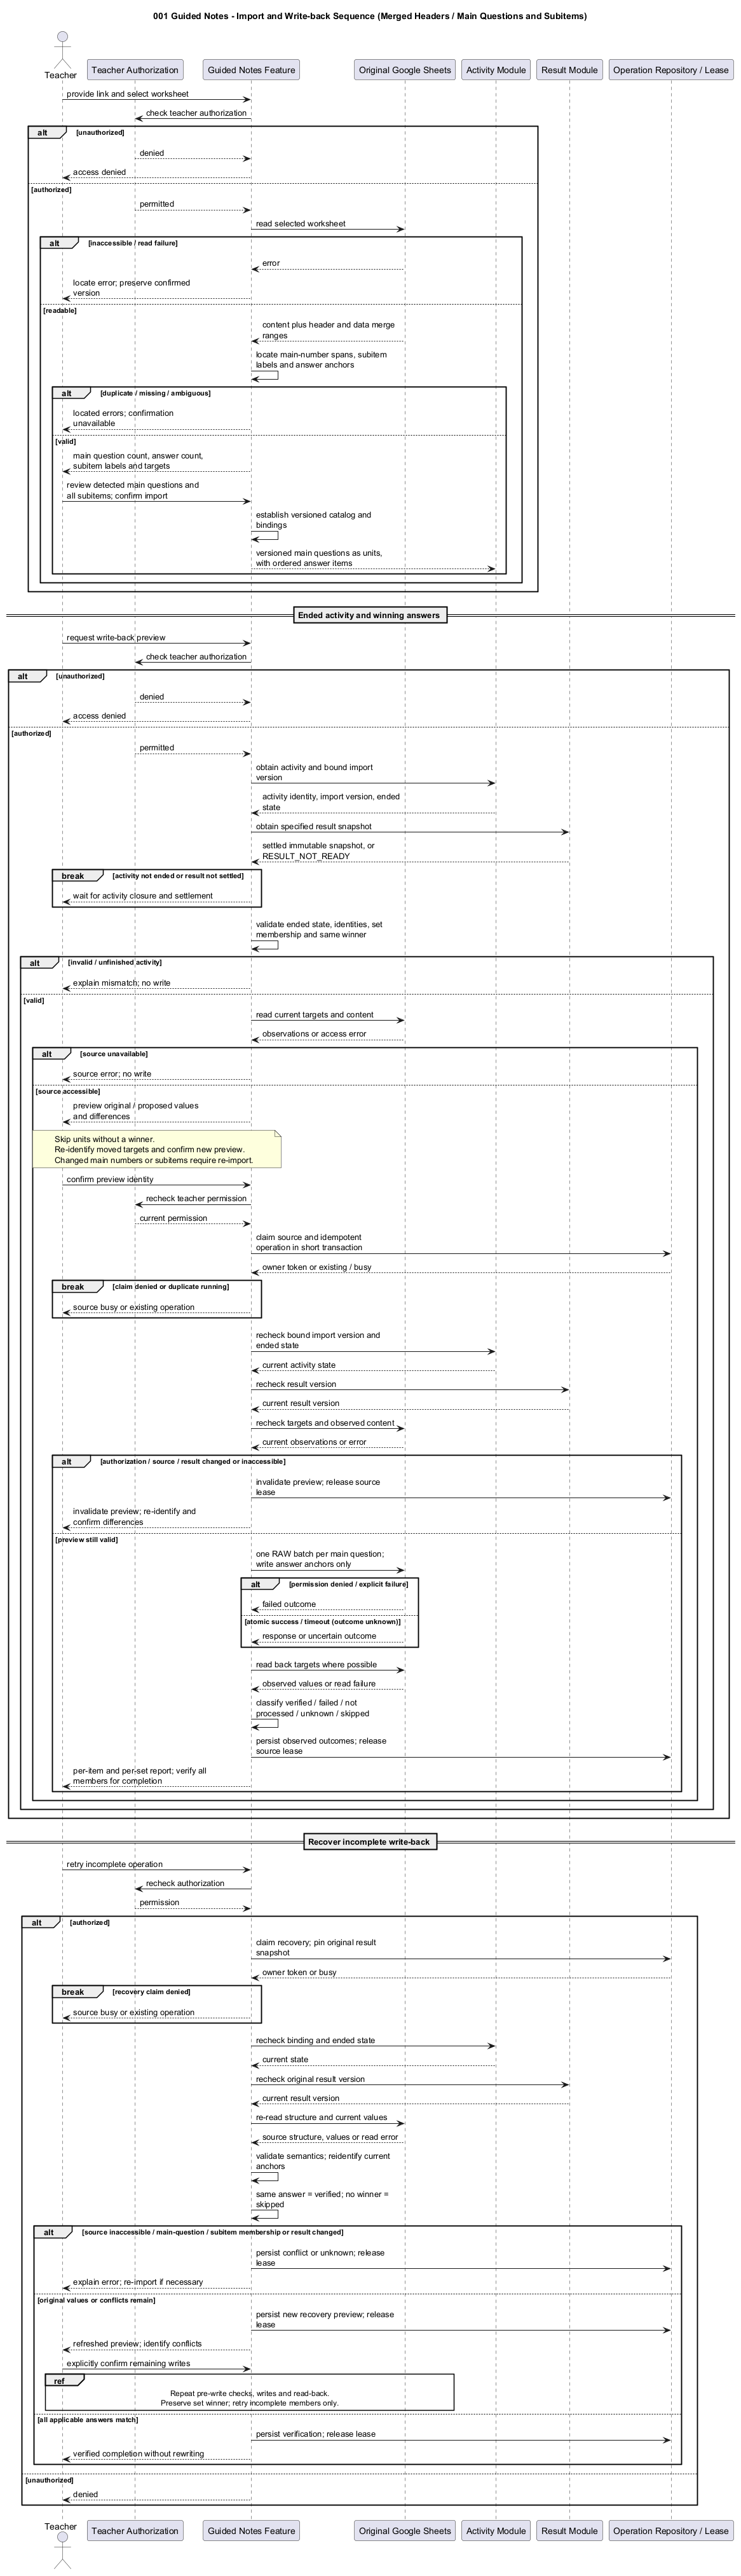 001 Guided Notes - Import and Write-back Sequence (Merged Headers / Main Questions and Subitems)
Teacher
Teacher Authorization
Guided Notes Feature
Original Google Sheets
Activity Module
Result Module
Operation Repository / Lease
provide link and select worksheet
check teacher authorization
alt
[unauthorized]
denied
access denied
[authorized]
permitted
read selected worksheet
alt
[inaccessible / read failure]
error
locate error; preserve confirmed
version
[readable]
content plus header and data merge
ranges
locate main-number spans, subitem
labels and answer anchors
alt
[duplicate / missing / ambiguous]
located errors; confirmation
unavailable
[valid]
main question count, answer count,
subitem labels and targets
review detected main questions and
all subitems; confirm import
establish versioned catalog and
bindings
versioned main questions as units,
with ordered answer items
Ended activity and winning answers
request write-back preview
check teacher authorization
alt
[unauthorized]
denied
access denied
[authorized]
permitted
obtain activity and bound import
version
activity identity, import version, ended
state
obtain specified result snapshot
settled immutable snapshot, or
RESULT_NOT_READY
break
[activity not ended or result not settled]
wait for activity closure and settlement
validate ended state, identities, set
membership and same winner
alt
[invalid / unfinished activity]
explain mismatch; no write
[valid]
read current targets and content
observations or access error
alt
[source unavailable]
source error; no write
[source accessible]
preview original / proposed values
and differences
Skip units without a winner.
Re-identify moved targets and confirm new preview.
Changed main numbers or subitems require re-import.
confirm preview identity
recheck teacher permission
current permission
claim source and idempotent
operation in short transaction
owner token or existing / busy
break
[claim denied or duplicate running]
source busy or existing operation
recheck bound import version and
ended state
current activity state
recheck result version
current result version
recheck targets and observed content
current observations or error
alt
[authorization / source / result changed or inaccessible]
invalidate preview; release source
lease
invalidate preview; re-identify and
confirm differences
[preview still valid]
one RAW batch per main question;
write answer anchors only
alt
[permission denied / explicit failure]
failed outcome
[atomic success / timeout (outcome unknown)]
response or uncertain outcome
read back targets where possible
observed values or read failure
classify verified / failed / not
processed / unknown / skipped
persist observed outcomes; release
source lease
per-item and per-set report; verify all
members for completion
Recover incomplete write-back
retry incomplete operation
recheck authorization
permission
alt
[authorized]
claim recovery; pin original result
snapshot
owner token or busy
break
[recovery claim denied]
source busy or existing operation
recheck binding and ended state
current state
recheck original result version
current result version
re-read structure and current values
source structure, values or read error
validate semantics; reidentify current
anchors
same answer = verified; no winner =
skipped
alt
[source inaccessible / main-question / subitem membership or result changed]
persist conflict or unknown; release
lease
explain error; re-import if necessary
[original values or conflicts remain]
persist new recovery preview; release
lease
refreshed preview; identify conflicts
explicitly confirm remaining writes
ref
Repeat pre-write checks, writes and read-back.
Preserve set winner; retry incomplete members only.
[all applicable answers match]
persist verification; release lease
verified completion without rewriting
[unauthorized]
denied
Teacher
Teacher Authorization
Guided Notes Feature
Original Google Sheets
Activity Module
Result Module
Operation Repository / Lease